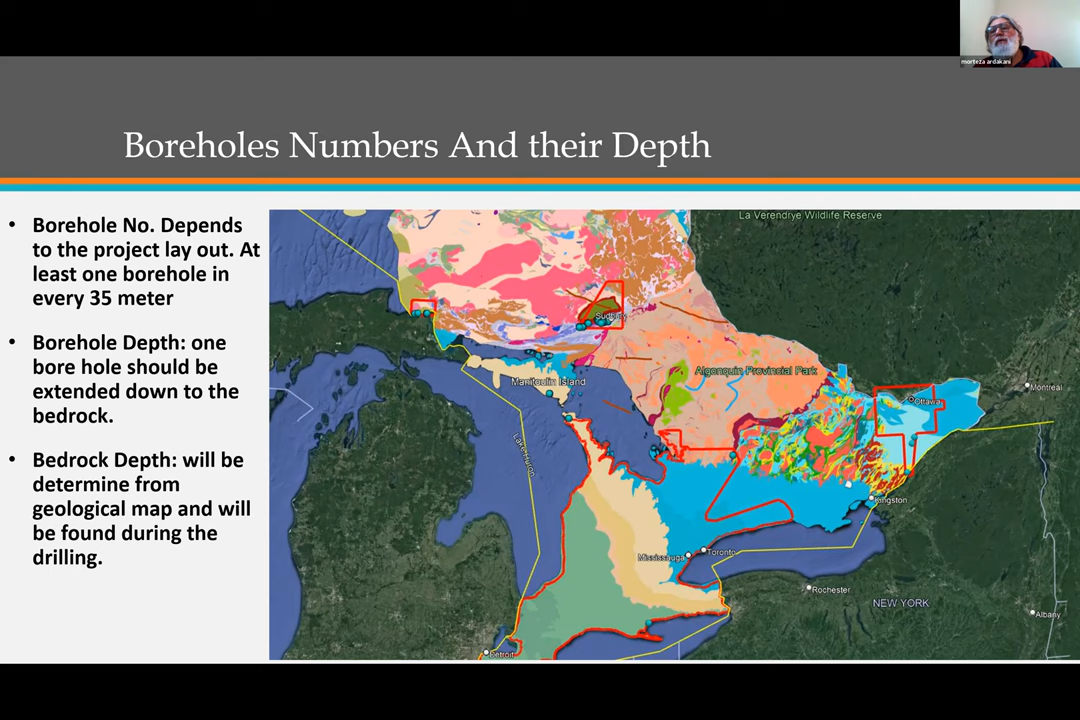 morteza ardakani
Boreholes Numbers And their Depth
• Borehole No. Depends
to the project lay out. At
least one borehole in
every 35 meter
• Borehole Depth: one
bore hole should be
extended down to the
bedrock.
• Bedrock Depth: will be
determine from
geological map and will
be found during the
drilling.
La Verendrye Wildlife Reserve
Sudbury
Algonquin Provincial Park
Manitoulin Island
Montreal
Ottawa
Lake Huron
Kingston
Mississauga
Toronto
Rochester
NEW YORK
Albany
Detroit